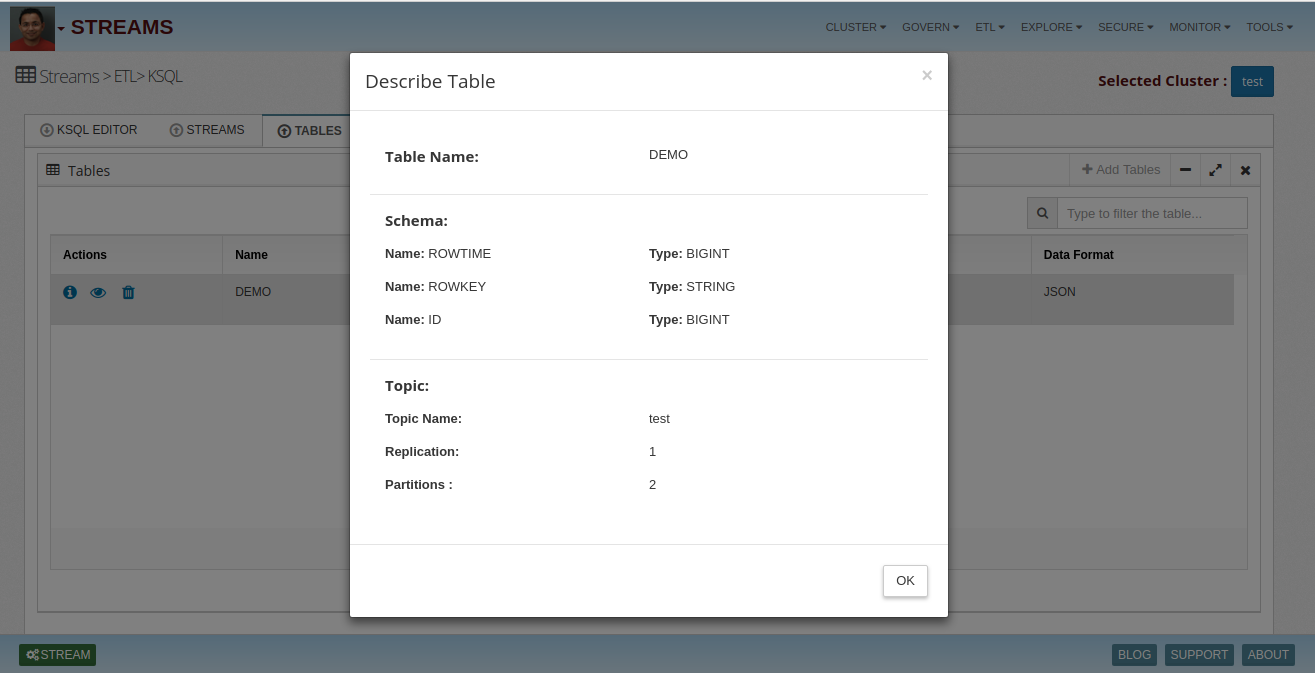 STREAMS
CLUSTER GOVERN ETL EXPLORE SECURE MONITOR TOOLS
Streams > ETL> KSQL
Selected Cluster : test
Describe Table ×
KSQL EDITOR STREAMS TABLES
Tables
Add Tables
Type to filter the table...
Actions Name Data Format
DEMO JSON
Table Name: DEMO
Schema:
Name: ROWTIME Type: BIGINT
Name: ROWKEY Type: STRING
Name: ID Type: BIGINT
Topic:
Topic Name: test
Replication: 1
Partitions : 2
OK
STREAM
BLOG SUPPORT ABOUT